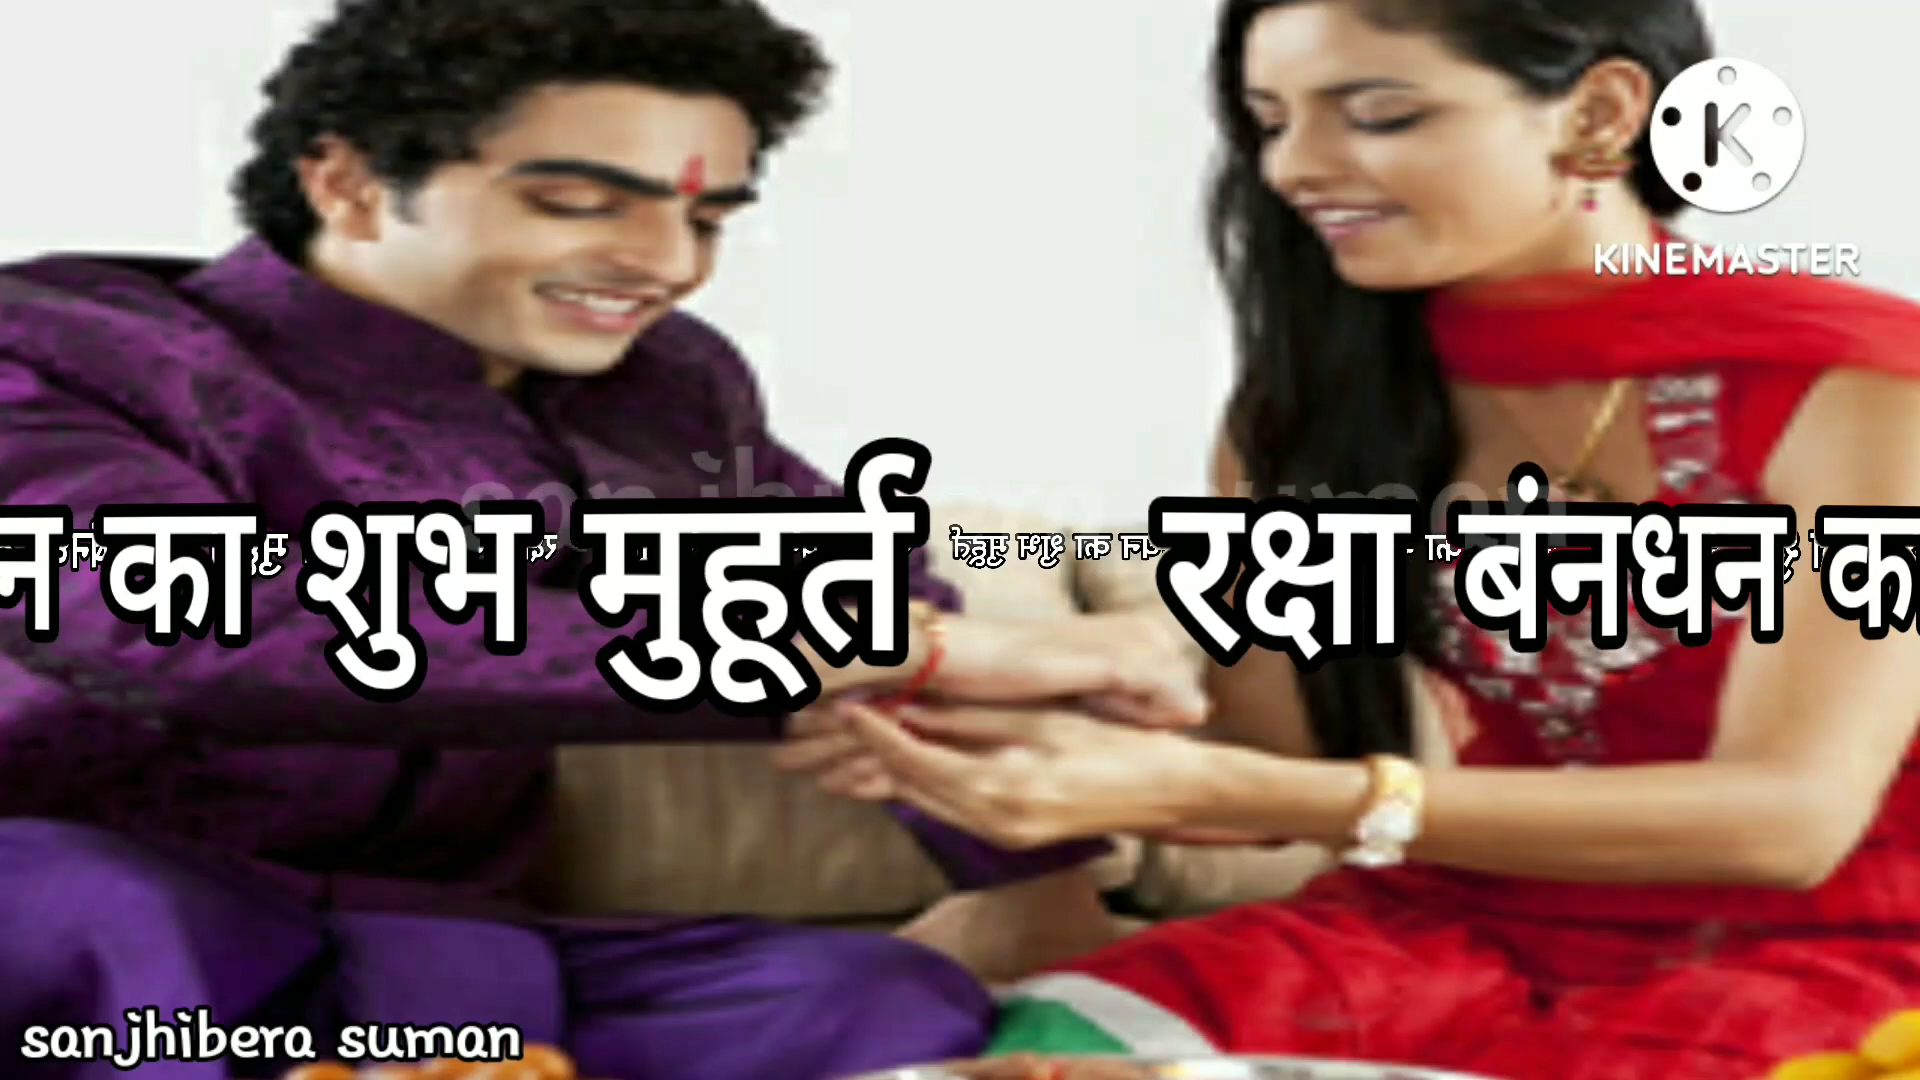 KINEMASTER
न का शुभ मुहूर्त रक्षा बंनधन का
sanjhibera suman